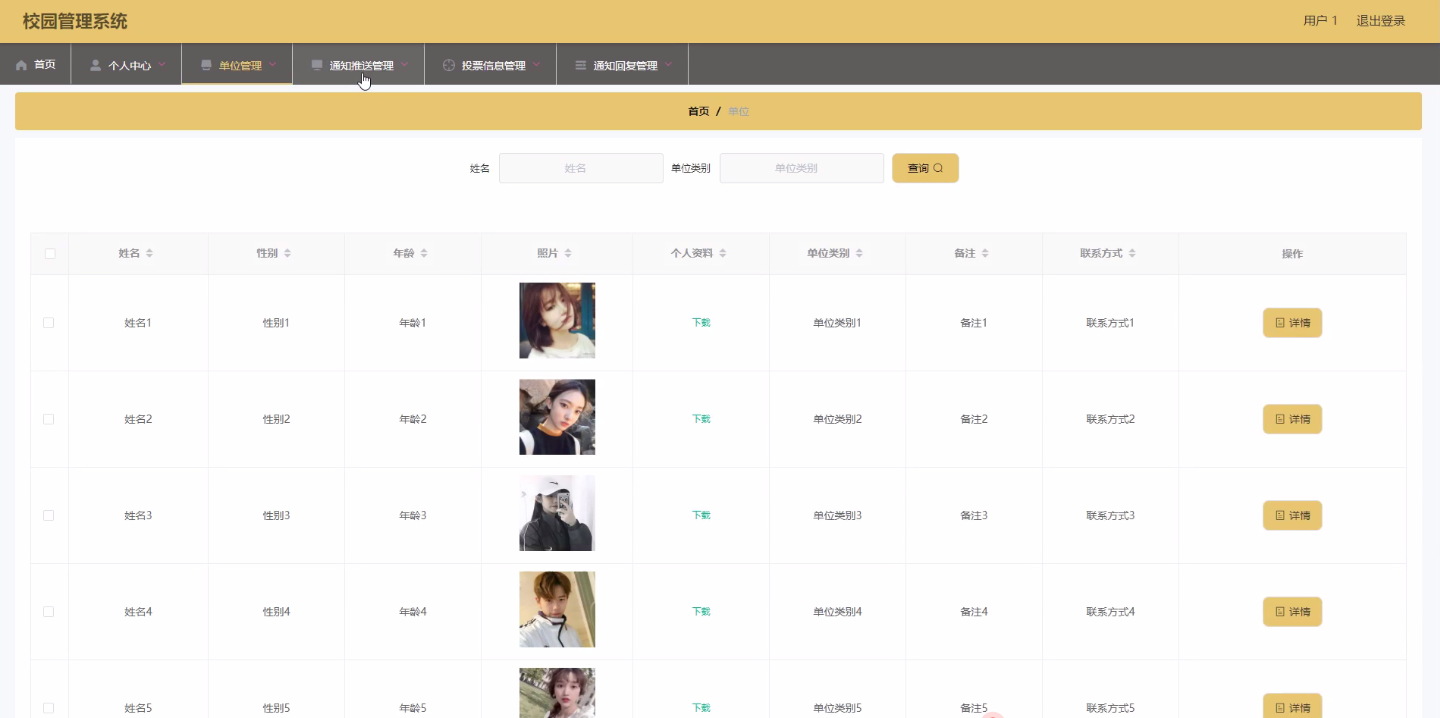 校园管理系统 用户 1 退出登录
首页 个人中心 单位管理 通知推送管理 投票信息管理 通知回复管理
首页 / 单位
姓名 姓名 单位类别 单位类别 查询
姓名 性别 年龄 照片 个人资料 单位类别 备注 联系方式 操作
姓名1 性别1 年龄1 下载 单位类别1 备注1 联系方式1 详情
姓名2 性别2 年龄2 下载 单位类别2 备注2 联系方式2 详情
姓名3 性别3 年龄3 下载 单位类别3 备注3 联系方式3 详情
姓名4 性别4 年龄4 下载 单位类别4 备注4 联系方式4 详情
姓名5 性别5 年龄5 下载 单位类别5 备注5 联系方式5 详情